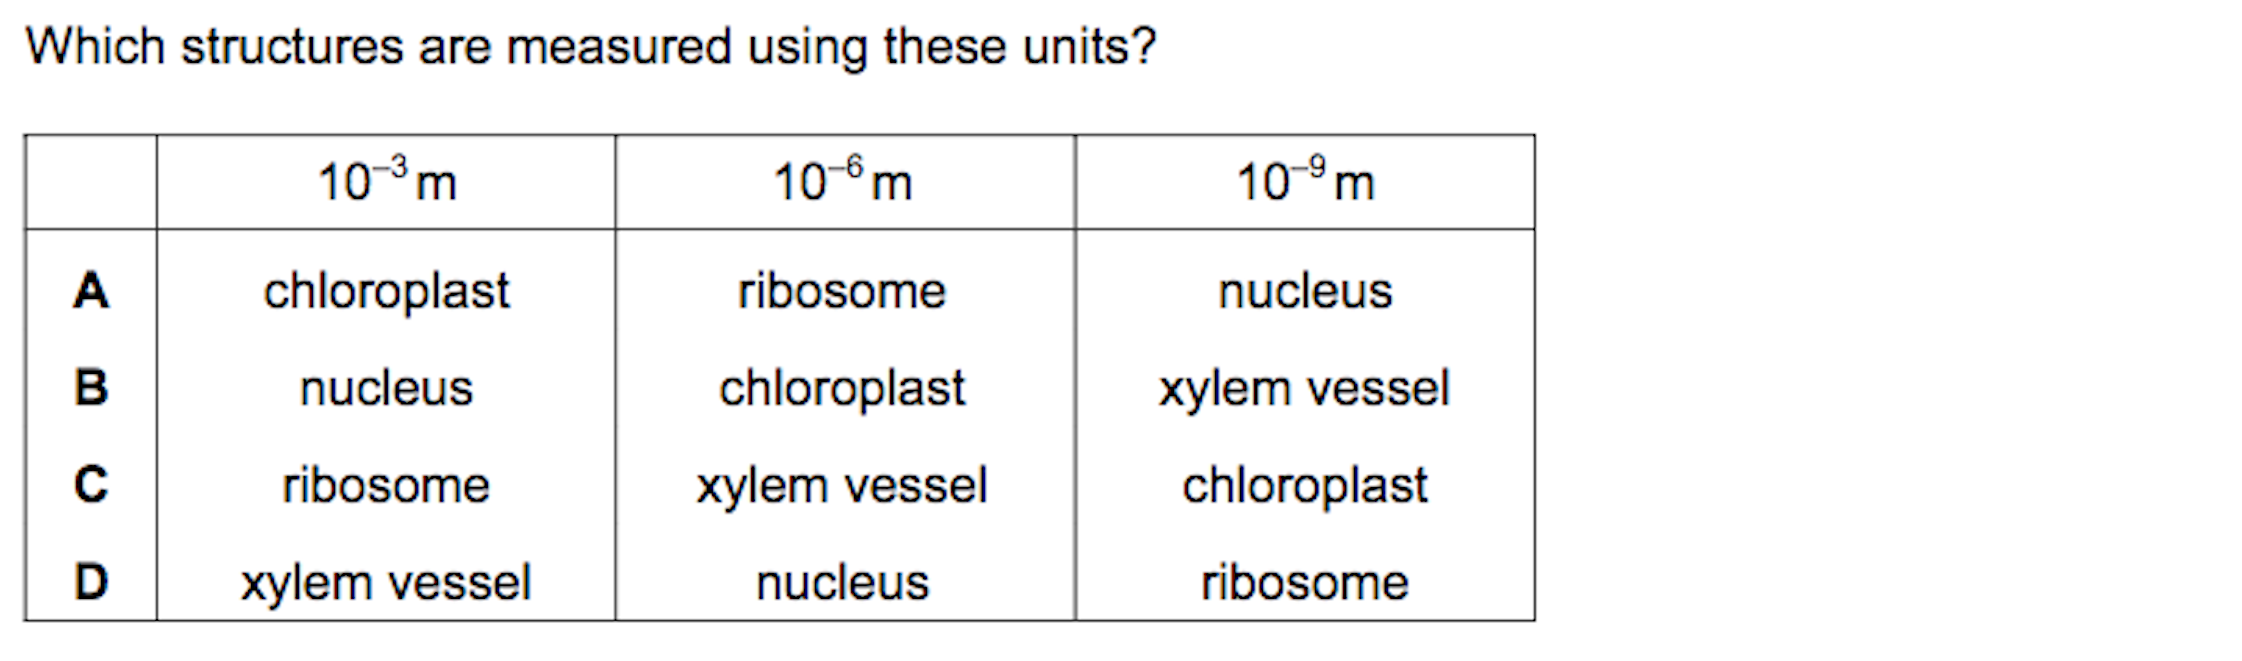 Which structures are measured using these units?
10⁻³ m 10⁻⁶ m 10⁻⁹ m
A chloroplast ribosome nucleus
B nucleus chloroplast xylem vessel
C ribosome xylem vessel chloroplast
D xylem vessel nucleus ribosome